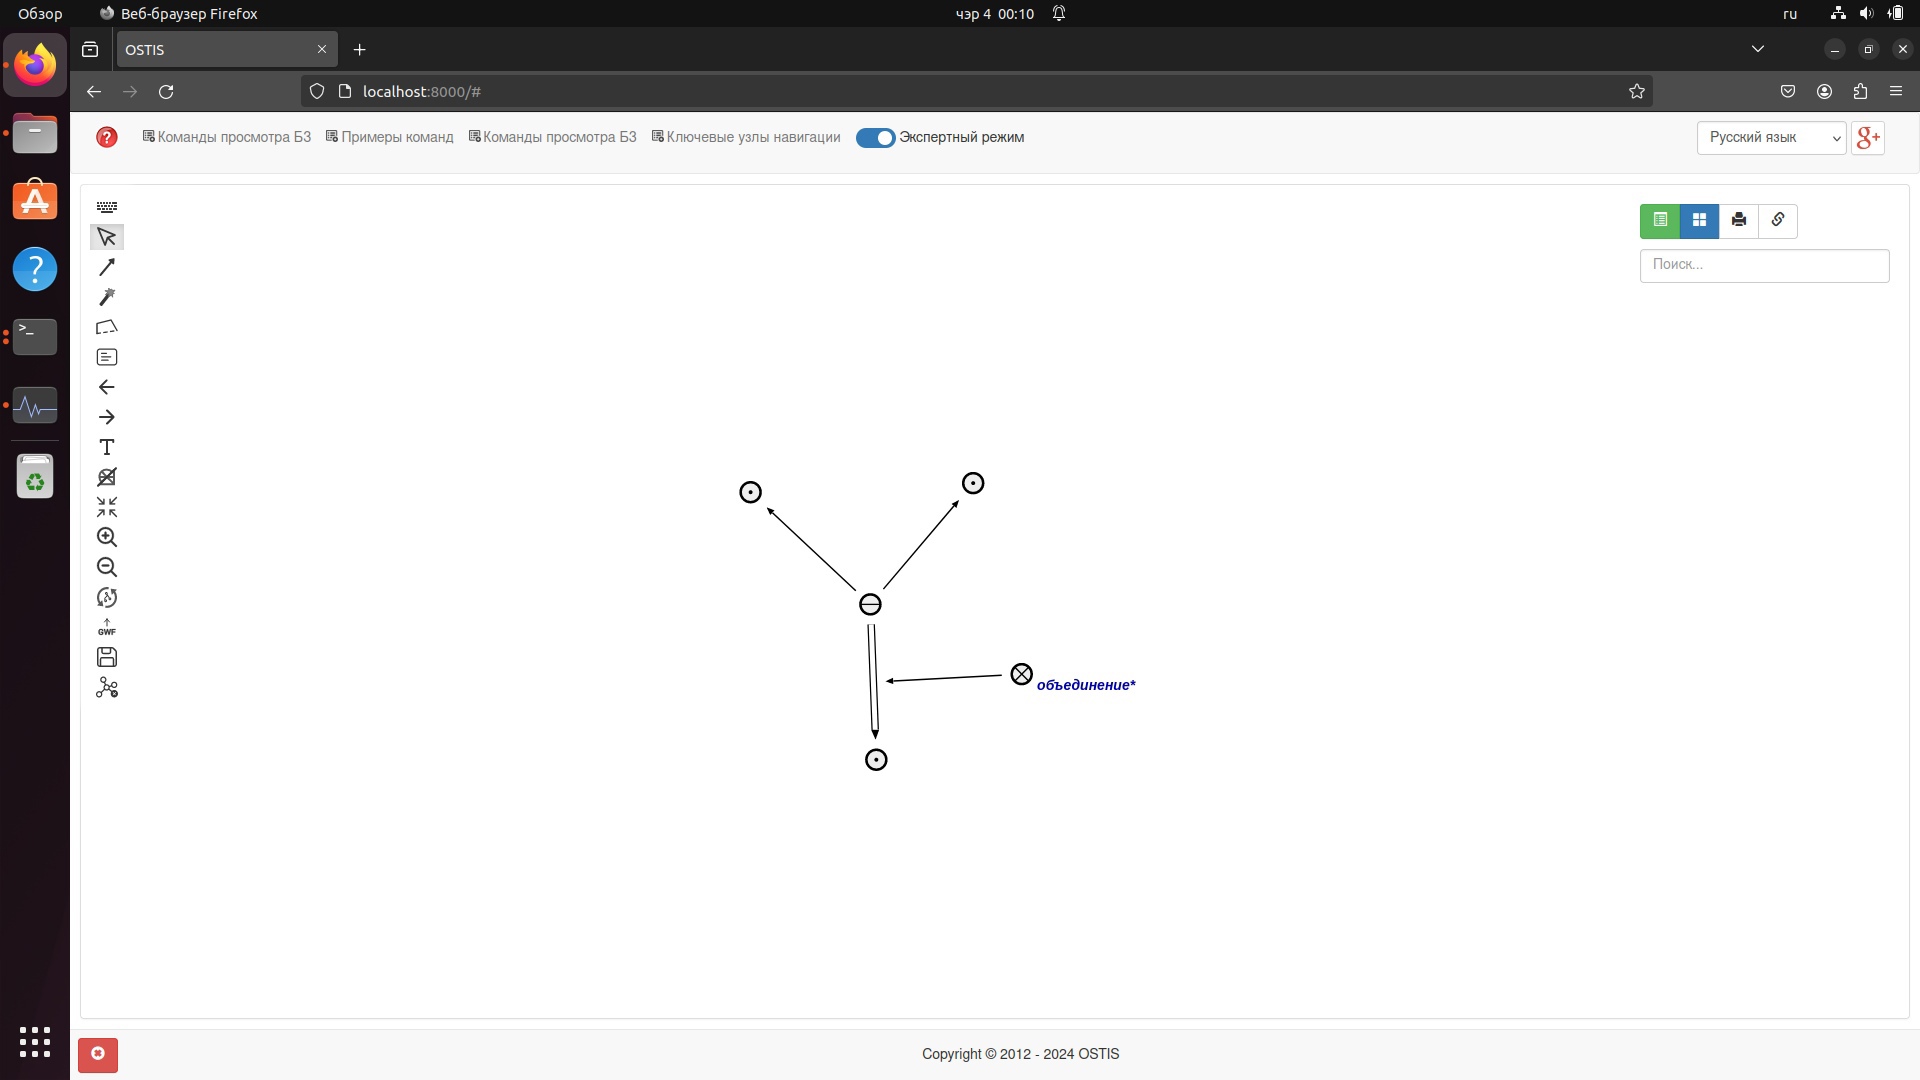 Обзор
Веб-браузер Firefox
чэр 4 00:10
ru
OSTIS
localhost:8000/#
Команды просмотра БЗ
Примеры команд
Команды просмотра БЗ
Ключевые узлы навигации
Экспертный режим
Русский язык
g+
Поиск...
GWF
объединение*
Copyright © 2012 - 2024 OSTIS